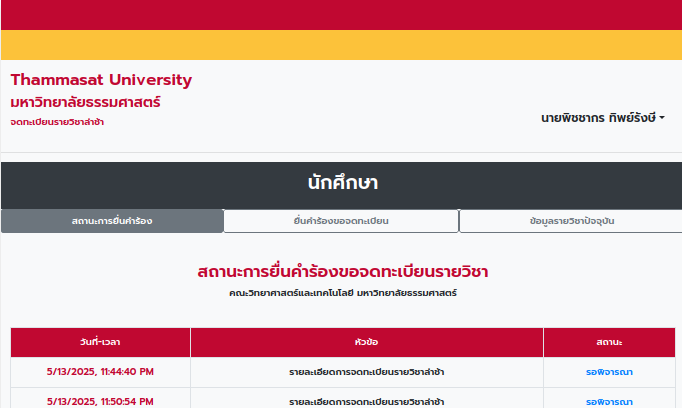 Thammasat University
มหาวิทยาลัยธรรมศาสตร์
จดทะเบียนรายวิชาล่าช้า
นายพิชชากร ทิพย์รังษี
นักศึกษา
สถานะการยื่นคำร้อง ยื่นคำร้องขอจดทะเบียน ข้อมูลรายวิชาปัจจุบัน
สถานะการยื่นคำร้องขอจดทะเบียนรายวิชา
คณะวิทยาศาสตร์และเทคโนโลยี มหาวิทยาลัยธรรมศาสตร์
วันที่-เวลา หัวข้อ สถานะ
5/13/2025, 11:44:40 PM รายละเอียดการจดทะเบียนรายวิชาล่าช้า รอพิจารณา
5/13/2025, 11:50:54 PM รายละเอียดการจดทะเบียนรายวิชาล่าช้า รอพิจารณา